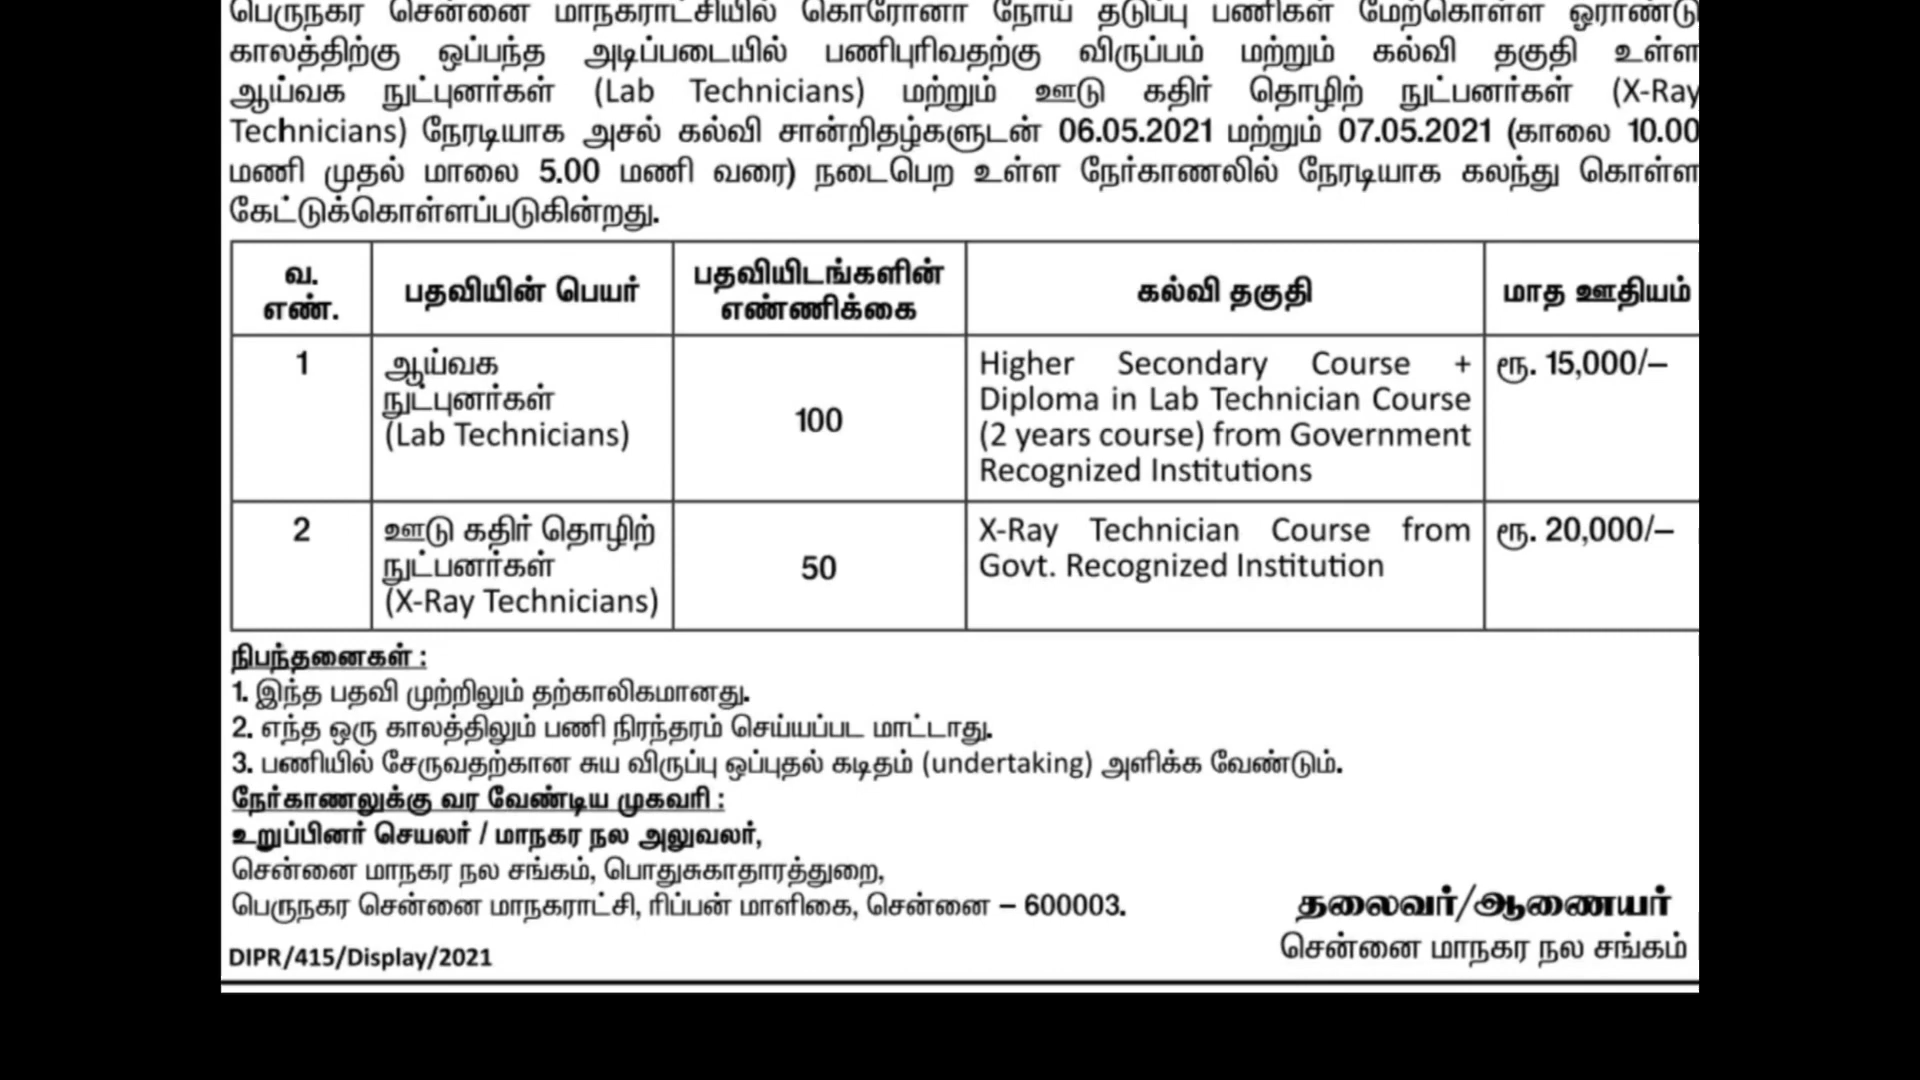 பெருநகர சென்னை மாநகராட்சியில் கொரோனா நோய் தடுப்பு பணிகள் மேற்கொள்ள ஓராண்டு
காலத்திற்கு ஒப்பந்த அடிப்படையில் பணிபுரிவதற்கு விருப்பம் மற்றும் கல்வி தகுதி உள்ள
ஆய்வக நுட்புனர்கள் (Lab Technicians) மற்றும் ஊடு கதிர் தொழிற் நுட்பனர்கள் (X-Ray
Technicians) நேரடியாக அசல் கல்வி சான்றிதழ்களுடன் 06.05.2021 மற்றும் 07.05.2021 (காலை 10.00
மணி முதல் மாலை 5.00 மணி வரை) நடைபெற உள்ள நேர்காணலில் நேரடியாக கலந்து கொள்ள
கேட்டுக்கொள்ளப்படுகின்றது.
வ. எண். பதவியின் பெயர் பதவியிடங்களின் எண்ணிக்கை கல்வி தகுதி மாத ஊதியம்
1 ஆய்வக Higher Secondary Course + ரூ. 15,000/–
நுட்புனர்கள் 100 Diploma in Lab Technician Course
(Lab Technicians) (2 years course) from Government
Recognized Institutions
2 ஊடு கதிர் தொழிற் X-Ray Technician Course from ரூ. 20,000/–
நுட்பனர்கள் 50 Govt. Recognized Institution
(X-Ray Technicians)
நிபந்தனைகள் :
1. இந்த பதவி முற்றிலும் தற்காலிகமானது.
2. எந்த ஒரு காலத்திலும் பணி நிரந்தரம் செய்யப்பட மாட்டாது.
3. பணியில் சேருவதற்கான சுய விருப்பு ஒப்புதல் கடிதம் (undertaking) அளிக்க வேண்டும்.
நேர்காணலுக்கு வர வேண்டிய முகவரி :
உறுப்பினர் செயலர் / மாநகர நல அலுவலர்,
சென்னை மாநகர நல சங்கம், பொதுசுகாதாரத்துறை,
பெருநகர சென்னை மாநகராட்சி, ரிப்பன் மாளிகை, சென்னை – 600003.
தலைவர்/ஆணையர்
சென்னை மாநகர நல சங்கம்
DIPR/415/Display/2021